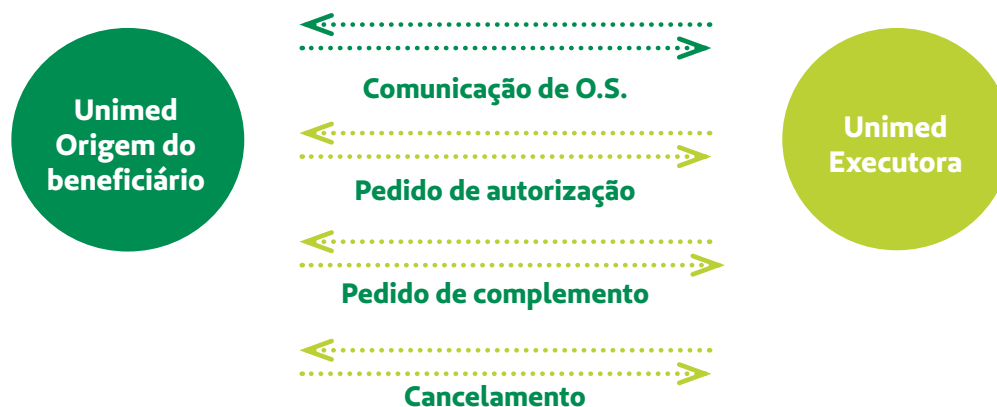 Unimed
Origem do
beneficiário
Comunicação de O.S.
Pedido de autorização
Pedido de complemento
Cancelamento
Unimed
Executora